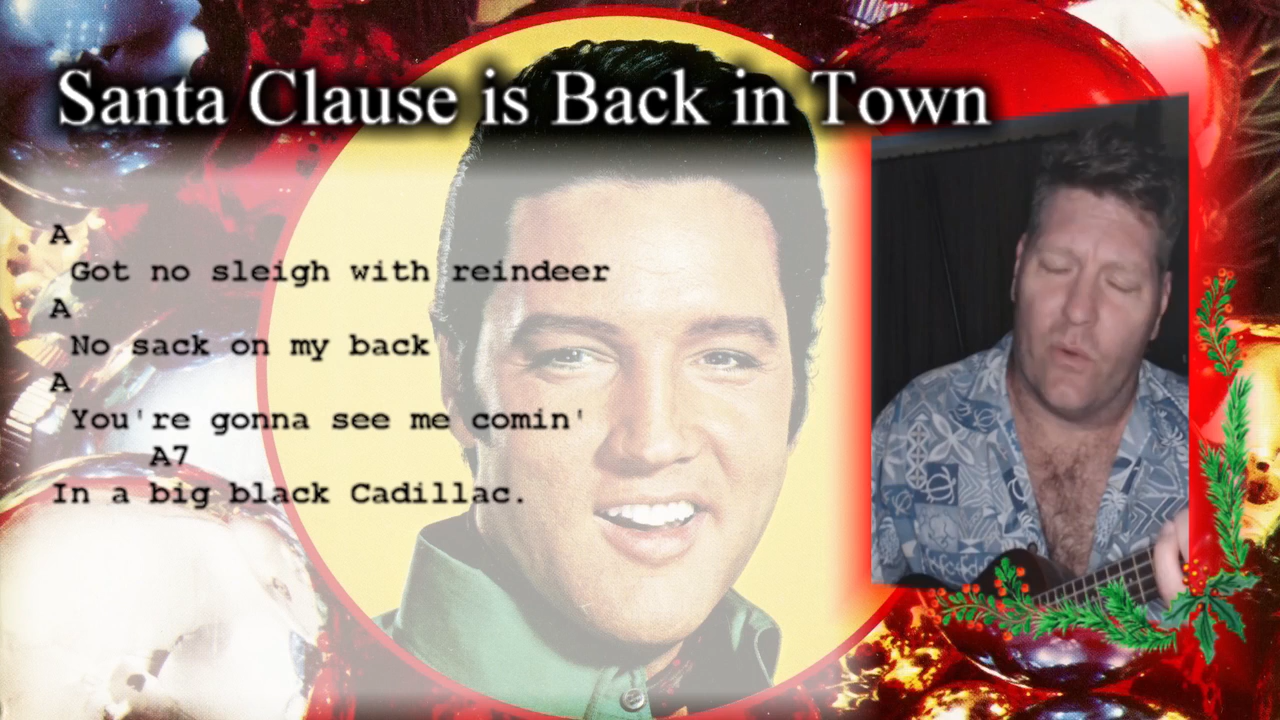 Santa Clause is Back in Town
A
Got no sleigh with reindeer
A
No sack on my back
A
You're gonna see me comin'
A7
In a big black Cadillac.